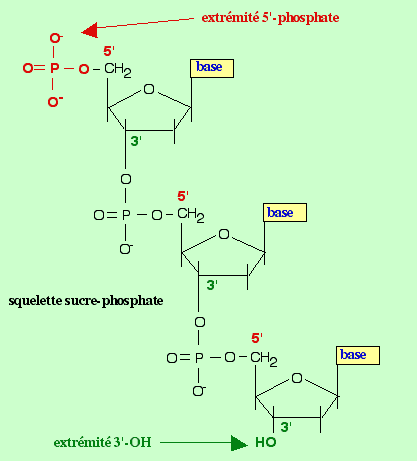 extrémité 5'-phosphate
O-
5'
O=P-O-CH2
base
O
O-
3'
O
5'
O=P-O-CH2
base
O
O-
3'
squelette sucre-phosphate
O
5'
O=P-O-CH2
base
O
O-
3'
extrémité 3'-OH
HO